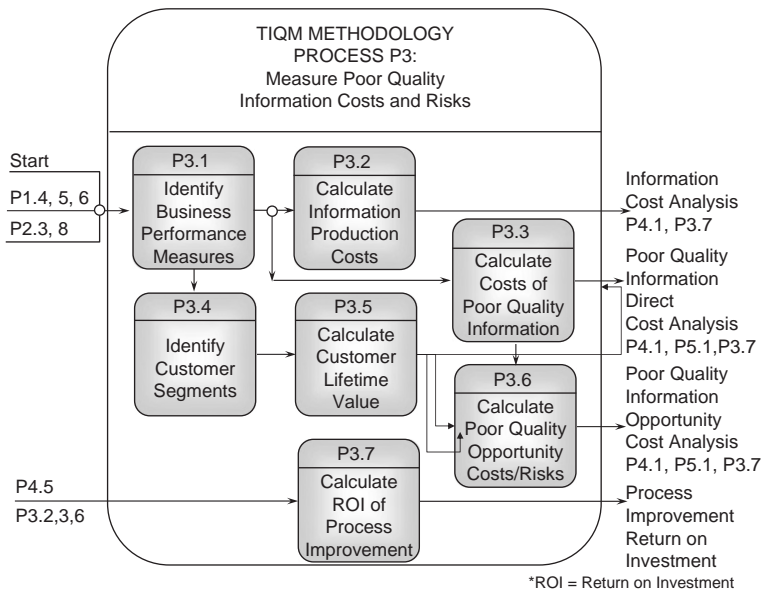 TIQM METHODOLOGY
PROCESS P3:
Measure Poor Quality
Information Costs and Risks
Start
P1.4, 5, 6
P2.3, 8
P3.1
Identify
Business
Performance
Measures
P3.2
Calculate
Information
Production
Costs
Information
Cost Analysis
P4.1, P3.7
P3.3
Calculate
Costs of
Poor Quality
Information
Poor Quality
Information
Direct
Cost Analysis
P4.1, P5.1,P3.7
P3.4
Identify
Customer
Segments
P3.5
Calculate
Customer
Lifetime
Value
P3.6
Calculate
Poor Quality
Opportunity
Costs/Risks
Poor Quality
Information
Opportunity
Cost Analysis
P4.1, P5.1, P3.7
P4.5
P3.2,3,6
P3.7
Calculate
ROI of
Process
Improvement
Process
Improvement
Return on
Investment
*ROI = Return on Investment